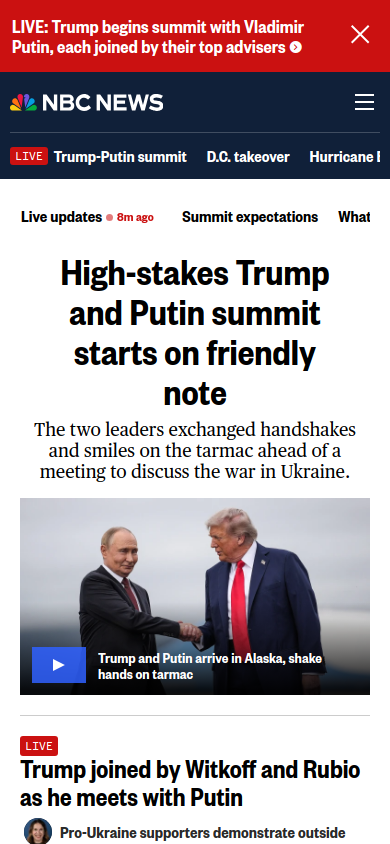 LIVE: Trump begins summit with Vladimir
Putin, each joined by their top advisers
NBC NEWS
LIVE Trump-Putin summit D.C. takeover Hurricane
Live updates 8m ago Summit expectations What
High-stakes Trump
and Putin summit
starts on friendly
note
The two leaders exchanged handshakes
and smiles on the tarmac ahead of a
meeting to discuss the war in Ukraine.
Trump and Putin arrive in Alaska, shake
hands on tarmac
LIVE
Trump joined by Witkoff and Rubio
as he meets with Putin
Pro-Ukraine supporters demonstrate outside